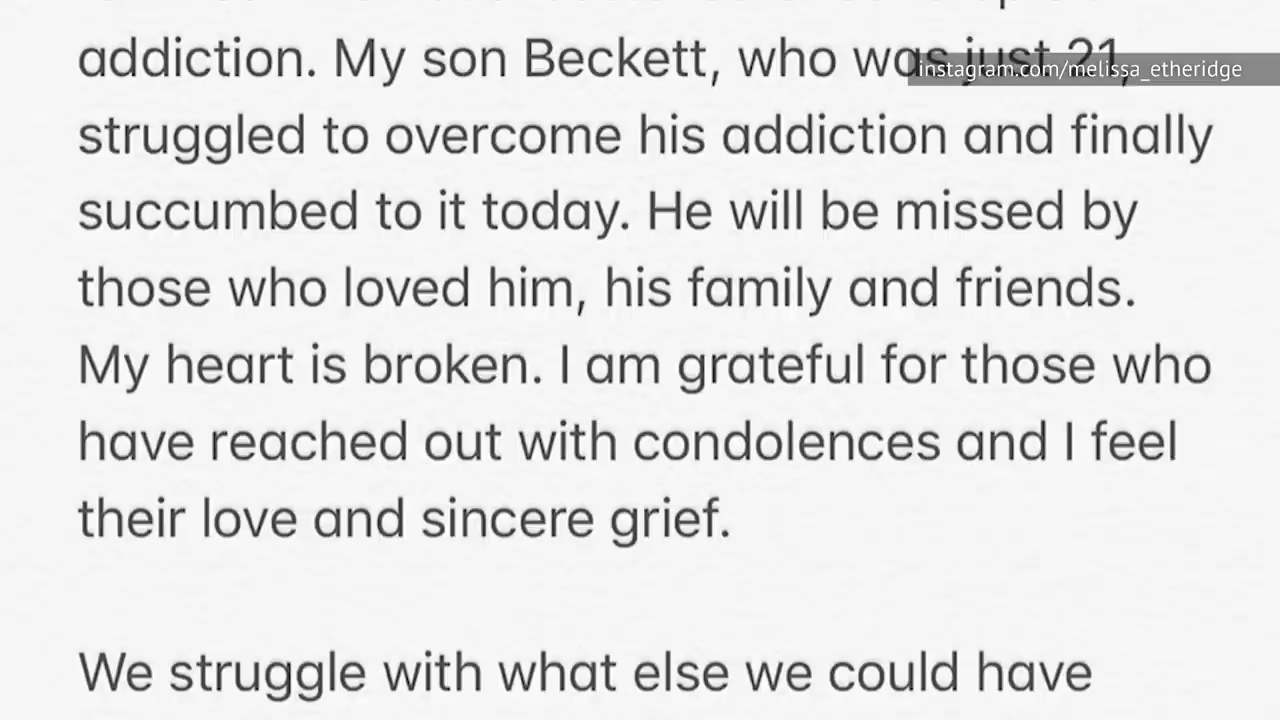 addiction. My son Beckett, who was just 21,
instagram.com/melissa_etheridge
struggled to overcome his addiction and finally
succumbed to it today. He will be missed by
those who loved him, his family and friends.
My heart is broken. I am grateful for those who
have reached out with condolences and I feel
their love and sincere grief.
We struggle with what else we could have